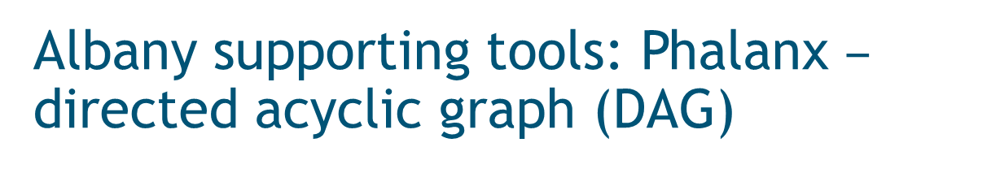 Albany supporting tools: Phalanx –
directed acyclic graph (DAG)